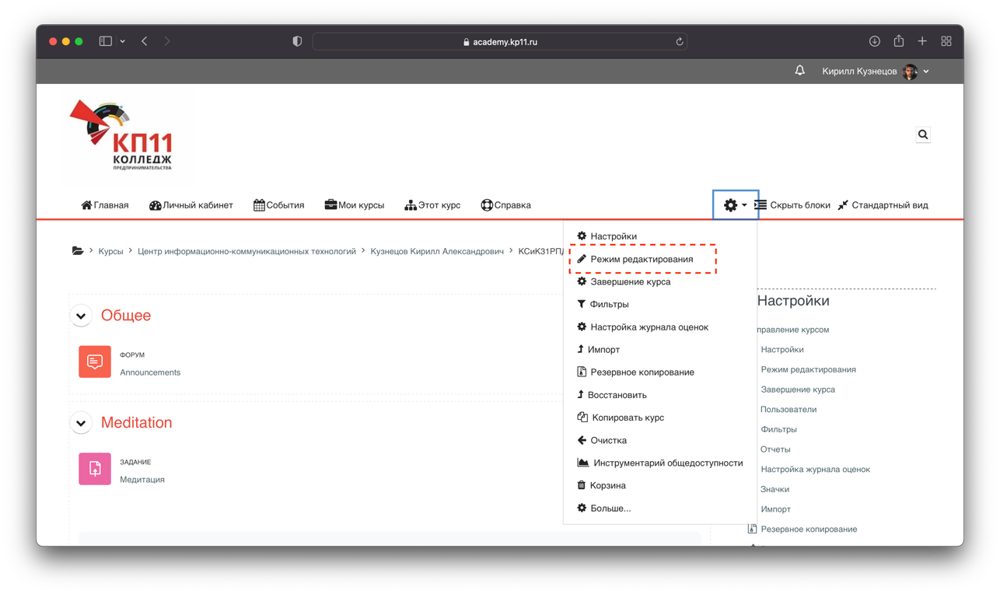 academy.kp11.ru
Кирилл Кузнецов
КП11
КОЛЛЕДЖ
ПРЕДПРИНИМАТЕЛЬСТВА
Главная Личный кабинет События Мои курсы Этот курс Справка Скрыть блоки Стандартный вид
Курсы Центр информационно-коммуникационных технологий Кузнецов Кирилл Александрович
Настройки
Режим редактирования
Завершение курса
Фильтры
Настройка журнала оценок
Импорт
Резервное копирование
Восстановить
Копировать курс
Очистка
Инструментарий общедоступности
Корзина
Больше...
Общее
ФОРУМ
Announcements
Meditation
ЗАДАНИЕ
Медитация
Настройки
правление курсом
Настройки
Режим редактирования
Завершение курса
Пользователи
Фильтры
Отчеты
Настройка журнала оценок
Значки
Импорт
Резервное копирование